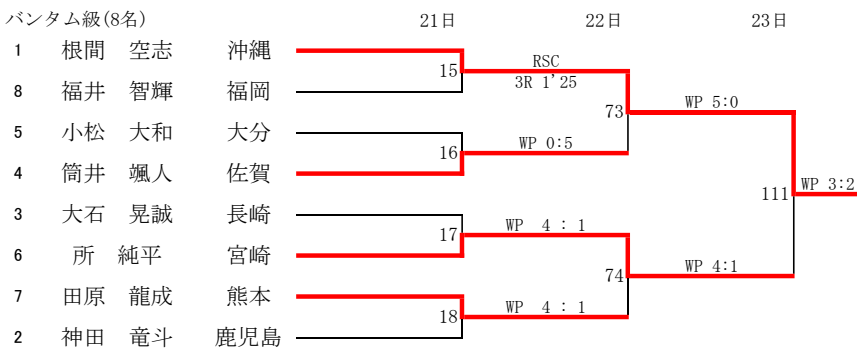 バンタム級(8名) 21日 22日 23日
1 根間 空志 沖縄
15 RSC
3R 1'25
8 福井 智輝 福岡
73 WP 5:0
5 小松 大和 大分
16 WP 0:5
4 筒井 颯人 佐賀
111 WP 3:2
3 大石 晃誠 長崎
17 WP 4 : 1
6 所 純平 宮崎
74 WP 4:1
7 田原 龍成 熊本
18 WP 4 : 1
2 神田 竜斗 鹿児島